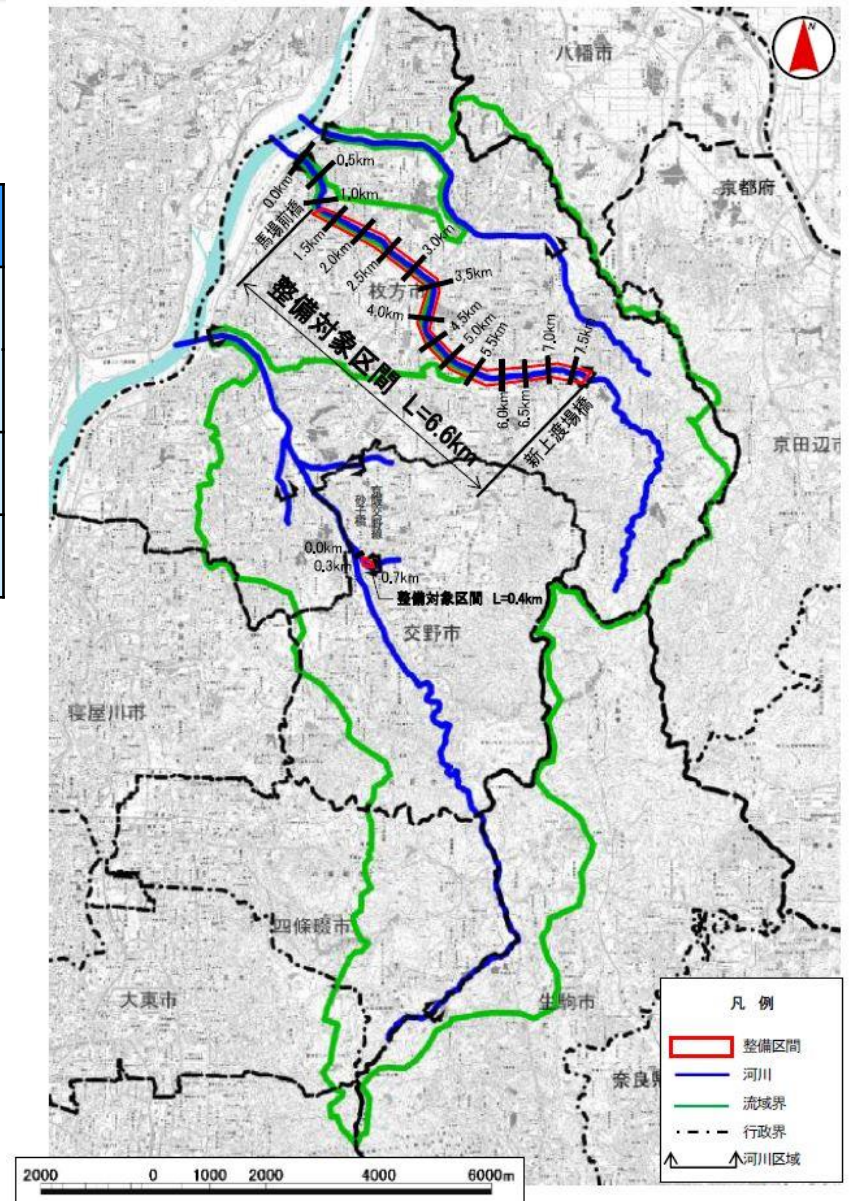 N
八幡市
京都府
0.0km
0.5km
1.0km
馬場前橋
1.5km
2.0km
2.5km
3.0km
3.5km
枚方市
4.0km
4.5km
5.0km
5.5km
6.0km
6.5km
7.0km
7.5km
整備対象区間 L=6.6km
新上渡場橋
京田辺市
0.0km
0.3km
0.7km
整備対象区間 L=0.4km
交野市
寝屋川市
四條畷市
大東市
生駒市
奈良県
凡 例
整備区間
河川
流域界
行政界
河川区域
2000 0 1000 2000 4000 6000m